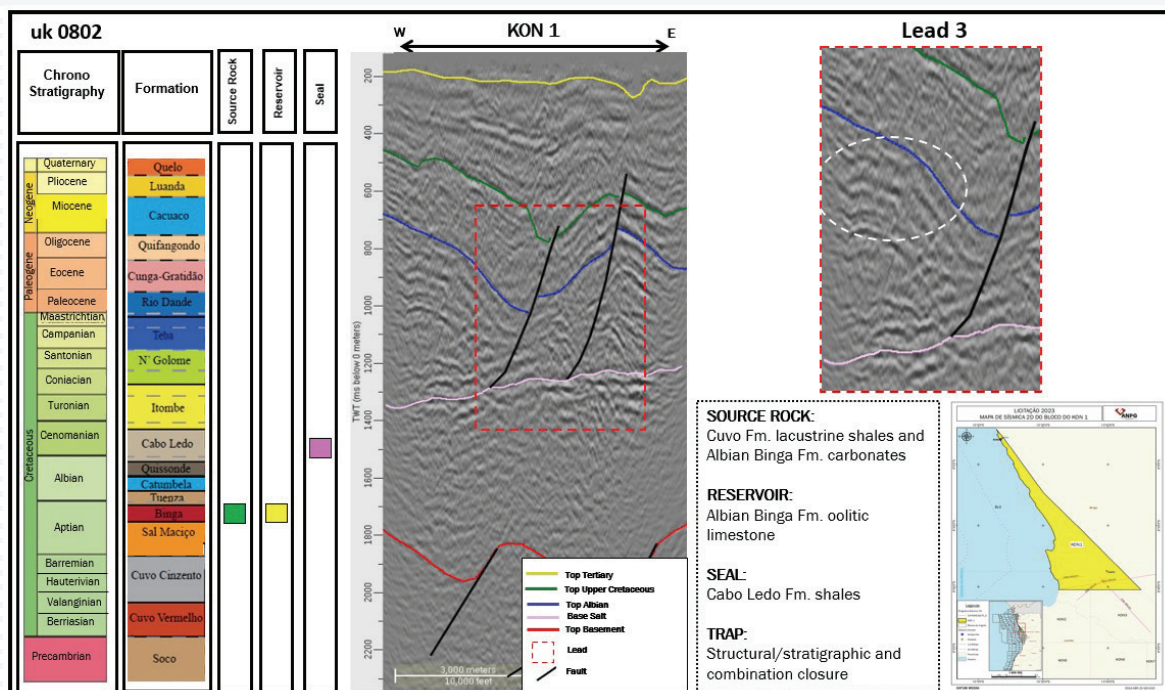 uk 0802
W
KON 1
E
Lead 3
Chrono
Stratigraphy
Formation
Source Rock
Reservoir
Seal
Neogene
Paleogene
Cretaceous
Quaternary
Pliocene
Miocene
Oligocene
Eocene
Paleocene
Maastrichtian
Campanian
Santonian
Coniacian
Turonian
Cenomanian
Albian
Aptian
Barremian
Hauterivian
Valanginian
Berriasian
Precambrian
Quelo
Luanda
Cacuaco
Quifangondo
Cunga-Gratidão
Rio Dande
Teba
N' Golome
Itombe
Cabo Ledo
Quissonde
Catumbela
Tuenza
Binga
Sal Maciço
Cuvo Cinzento
Cuvo Vermelho
Soco
TWT (ms below 0 meters)
200
400
600
800
1000
1200
1400
1600
1800
2000
2200
3,000 meters
10,000 feet
Top Tertiary
Top Upper Cretaceous
Top Albian
Base Salt
Top Basement
Lead
Fault
SOURCE ROCK:
Cuvo Fm. lacustrine shales and
Albian Binga Fm. carbonates
RESERVOIR:
Albian Binga Fm. oolitic
limestone
SEAL:
Cabo Ledo Fm. shales
TRAP:
Structural/stratigraphic and
combination closure
LICITAÇÃO 2023
MAPA DE SÍSMICA 2D DO BLOCO DO KON 1
ANPG
KON1